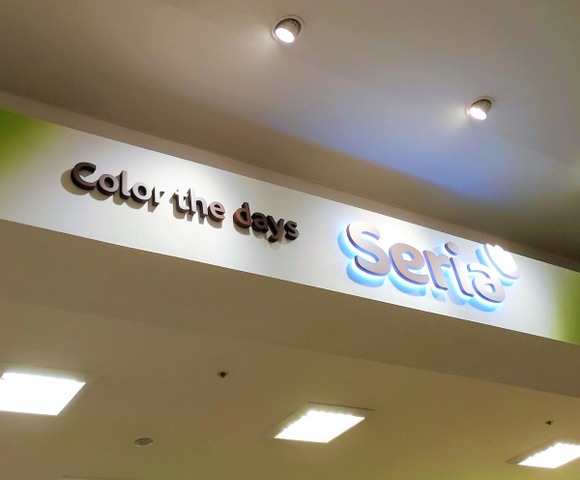 Color the days
Seria